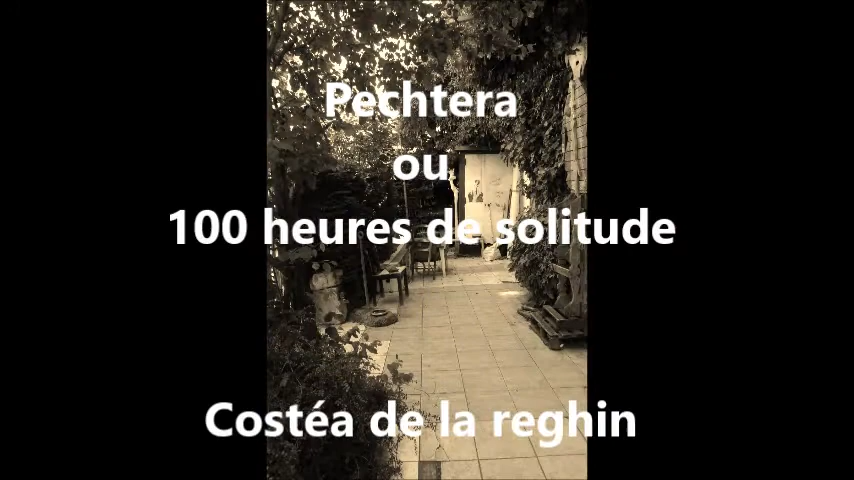 Pechtera
ou
100 heures de solitude
Costéa de la reghin